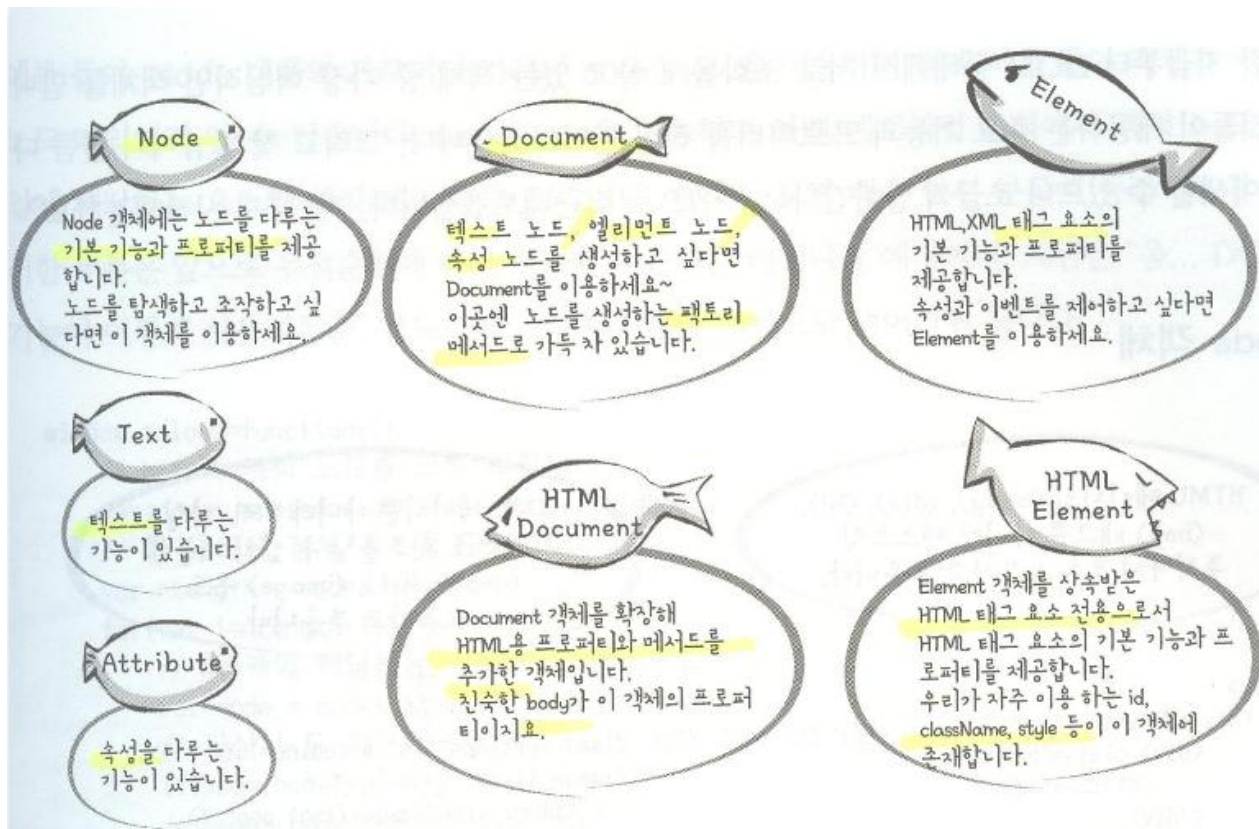 Node
Node 객체에는 노드를 다루는
기본 기능과 프로퍼티를 제공
합니다.
노드를 탐색하고 조작하고 싶
다면 이 객체를 이용하세요.
Document
텍스트 노드, 엘리먼트 노드,
속성 노드를 생성하고 싶다면
Document를 이용하세요~
이곳엔 노드를 생성하는 팩토리
메서드로 가득 차 있습니다.
Element
HTML,XML 태그 요소의
기본 기능과 프로퍼티를
제공합니다.
속성과 이벤트를 제어하고 싶다면
Element를 이용하세요.
Text
텍스트를 다루는
기능이 있습니다.
Attribute
속성을 다루는
기능이 있습니다.
HTML
Document
Document 객체를 확장해
HTML용 프로퍼티와 메서드를
추가한 객체입니다.
친숙한 body가 이 객체의 프로퍼
티이지요.
HTML
Element
Element 객체를 상속받은
HTML 태그 요소 전용으로서
HTML 태그 요소의 기본 기능과 프
로퍼티를 제공합니다.
우리가 자주 이용 하는 id,
className, style 등이 이 객체에
존재합니다.